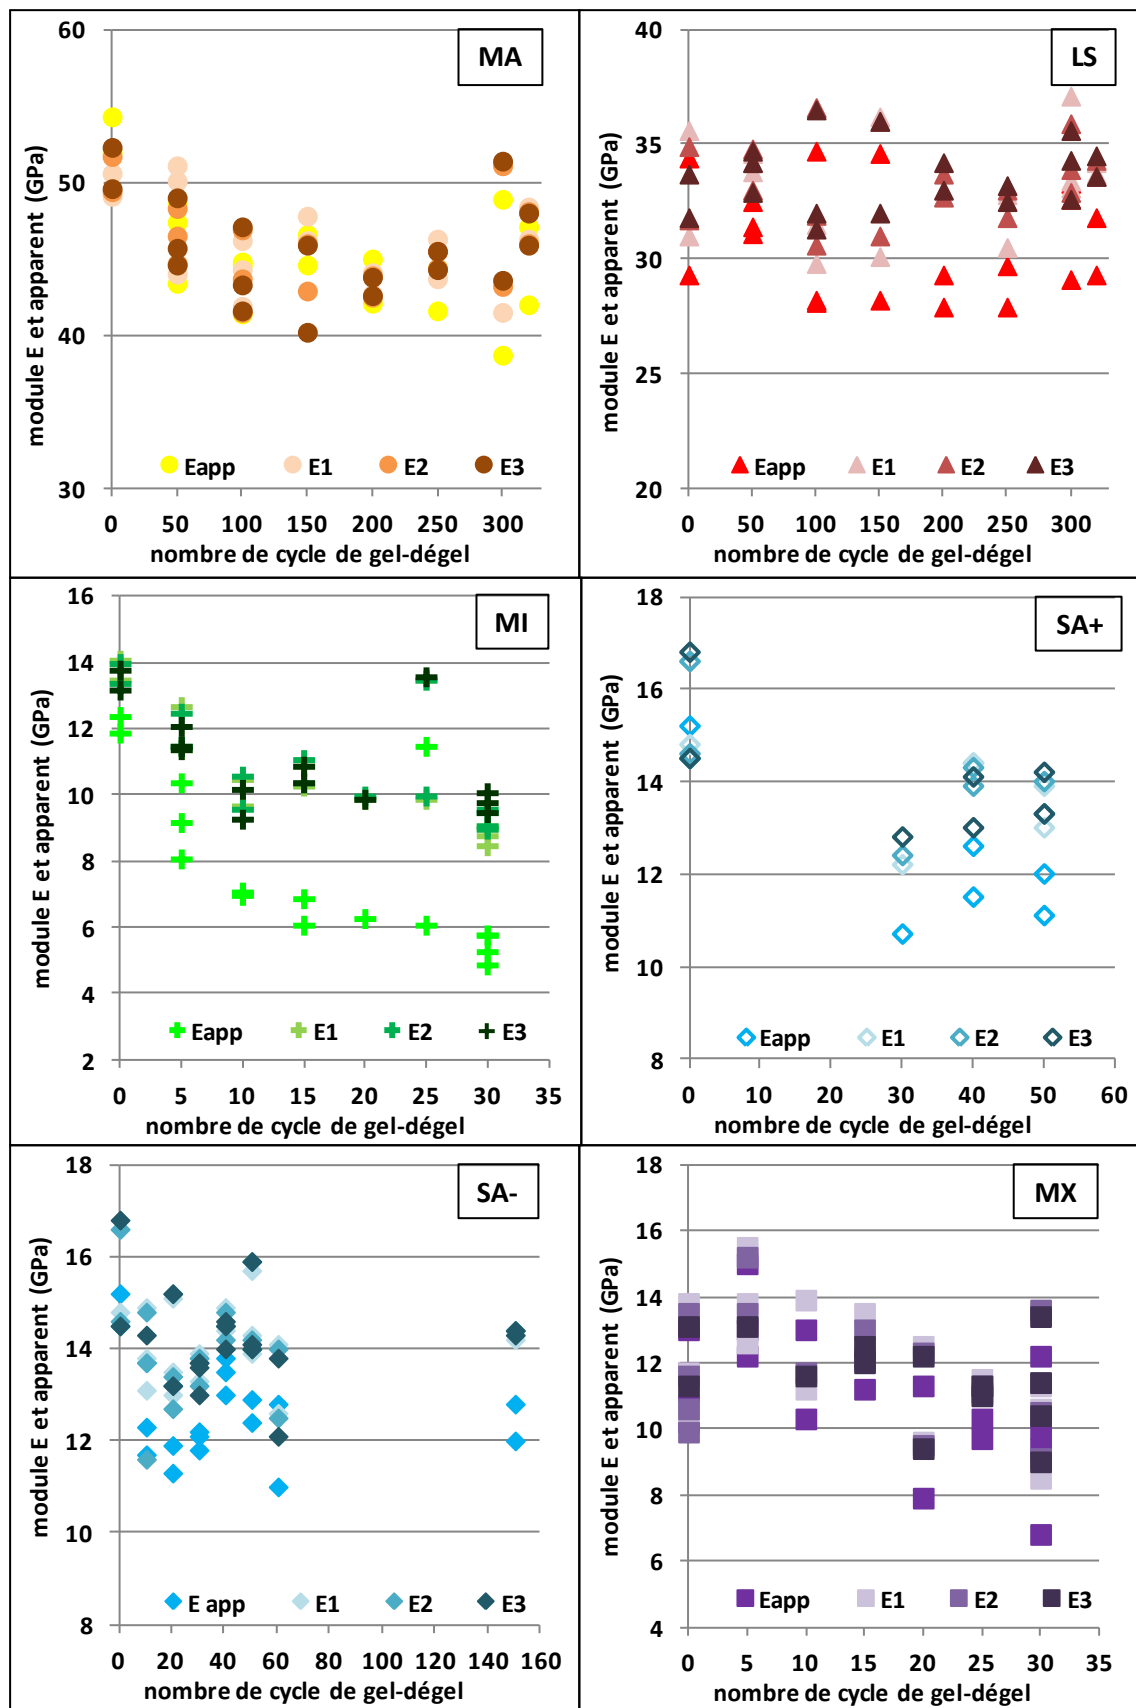 MA
module E et apparent (GPa)
60
50
40
30
Eapp E1 E2 E3
0 50 100 150 200 250 300
nombre de cycle de gel-dégel
LS
module E et apparent (GPa)
40
35
30
25
20
Eapp E1 E2 E3
0 50 100 150 200 250 300
nombre de cycle de gel-dégel
MI
module E et apparent (GPa)
16
14
12
10
8
6
4
2
Eapp E1 E2 E3
0 5 10 15 20 25 30 35
nombre de cycle de gel-dégel
SA+
module E et apparent (GPa)
18
16
14
12
10
8
Eapp E1 E2 E3
0 10 20 30 40 50 60
nombre de cycle de gel-dégel
SA-
module E et apparent (GPa)
18
16
14
12
10
8
E app E1 E2 E3
0 20 40 60 80 100 120 140 160
nombre de cycle de gel-dégel
MX
module E et apparent (GPa)
18
16
14
12
10
8
6
4
Eapp E1 E2 E3
0 5 10 15 20 25 30 35
nombre de cycle de gel-dégel